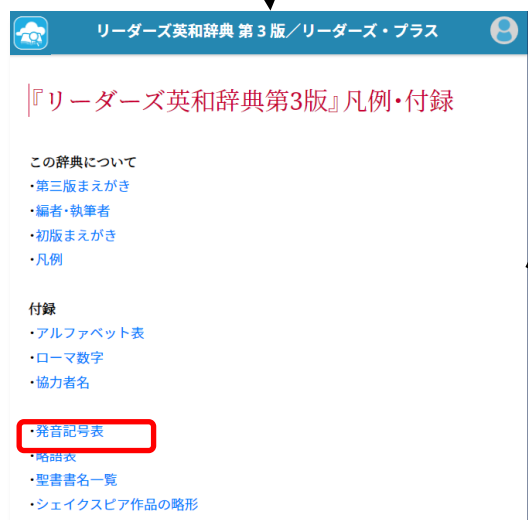 リーダーズ英和辞典 第３版／リーダーズ・プラス
『リーダーズ英和辞典第3版』凡例・付録
この辞典について
・第三版まえがき
・編者・執筆者
・初版まえがき
・凡例
付録
・アルファベット表
・ローマ数字
・協力者名
・発音記号表
・略語表
・聖書書名一覧
・シェイクスピア作品の略形